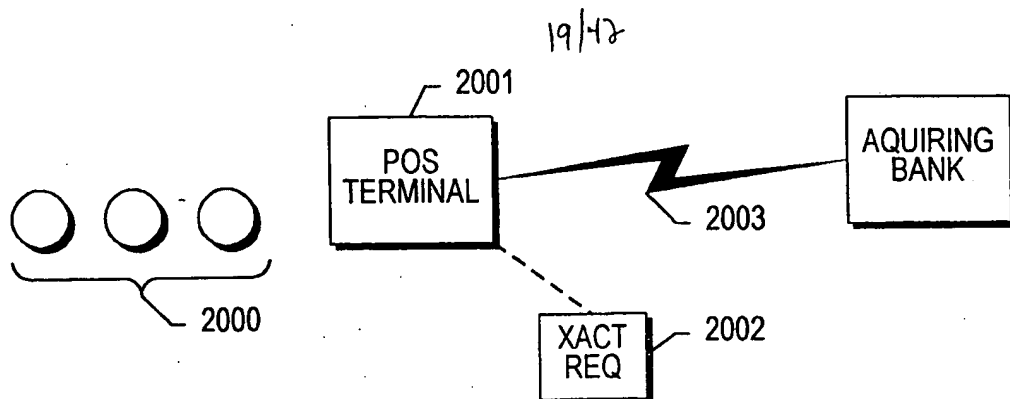 19/42
2001
POS
TERMINAL
AQUIRING
BANK
2003
2000
XACT
REQ
2002